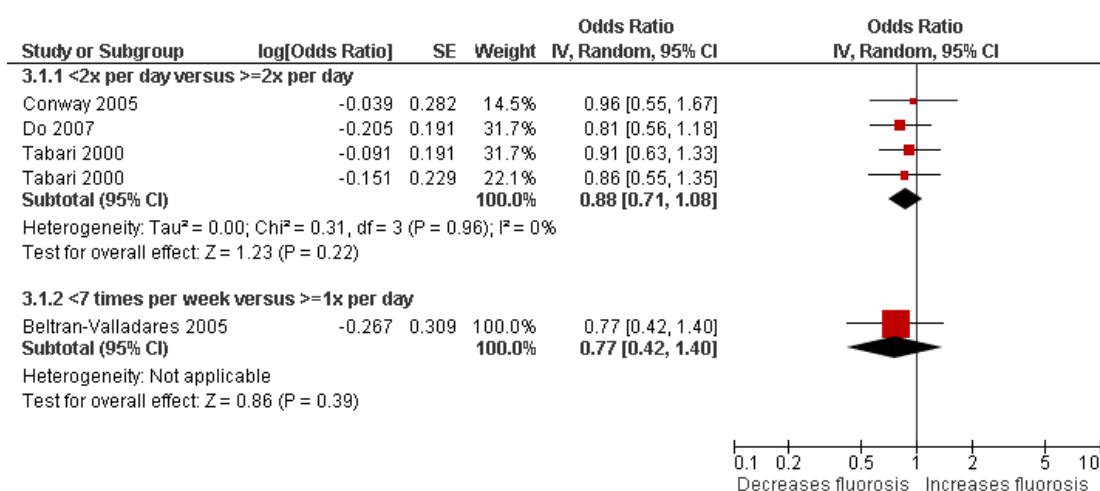 Odds Ratio Odds Ratio
Study or Subgroup log[Odds Ratio] SE Weight IV, Random, 95% CI IV, Random, 95% CI
3.1.1 <2x per day versus >=2x per day
Conway 2005 -0.039 0.282 14.5% 0.96 [0.55, 1.67]
Do 2007 -0.205 0.191 31.7% 0.81 [0.56, 1.18]
Tabari 2000 -0.091 0.191 31.7% 0.91 [0.63, 1.33]
Tabari 2000 -0.151 0.229 22.1% 0.86 [0.55, 1.35]
Subtotal (95% CI) 100.0% 0.88 [0.71, 1.08]
Heterogeneity: Tau² = 0.00; Chi² = 0.31, df = 3 (P = 0.96); I² = 0%
Test for overall effect: Z = 1.23 (P = 0.22)
3.1.2 <7 times per week versus >=1x per day
Beltran-Valladares 2005 -0.267 0.309 100.0% 0.77 [0.42, 1.40]
Subtotal (95% CI) 100.0% 0.77 [0.42, 1.40]
Heterogeneity: Not applicable
Test for overall effect: Z = 0.86 (P = 0.39)
0.1 0.2 0.5 1 2 5 10
Decreases fluorosis Increases fluorosis